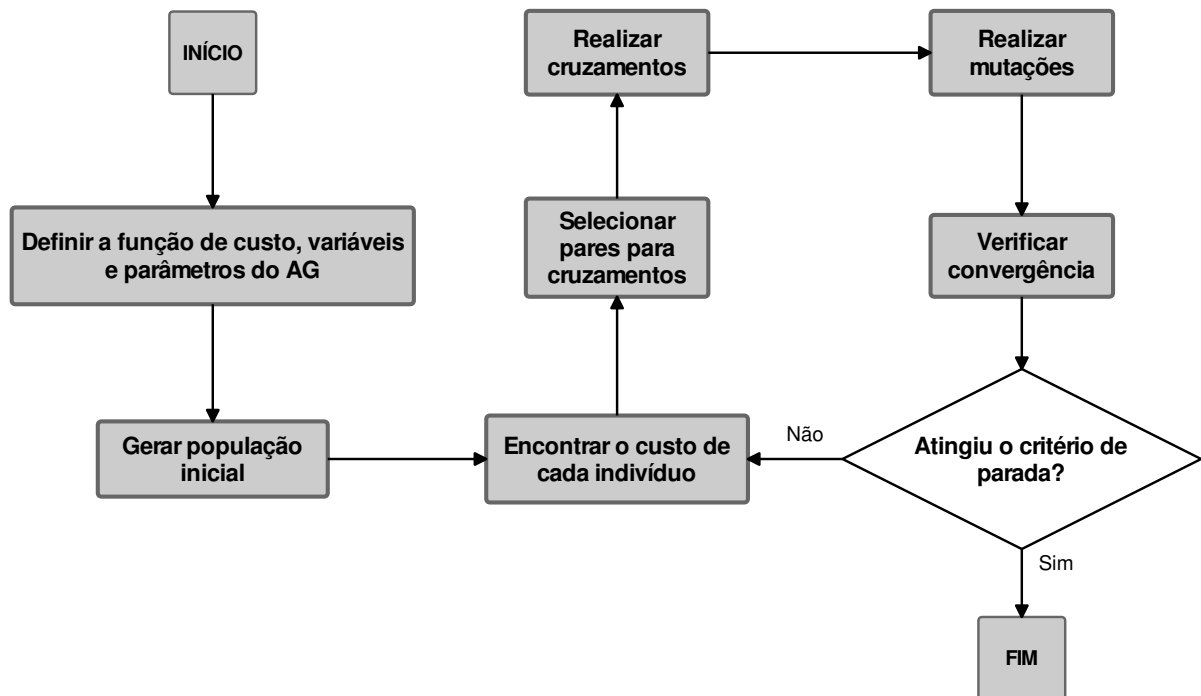 INÍCIO
Definir a função de custo, variáveis
e parâmetros do AG
Gerar população
inicial
Encontrar o custo de
cada indivíduo
Selecionar
pares para
cruzamentos
Realizar
cruzamentos
Realizar
mutações
Verificar
convergência
Atingiu o critério de
parada?
Não
Sim
FIM